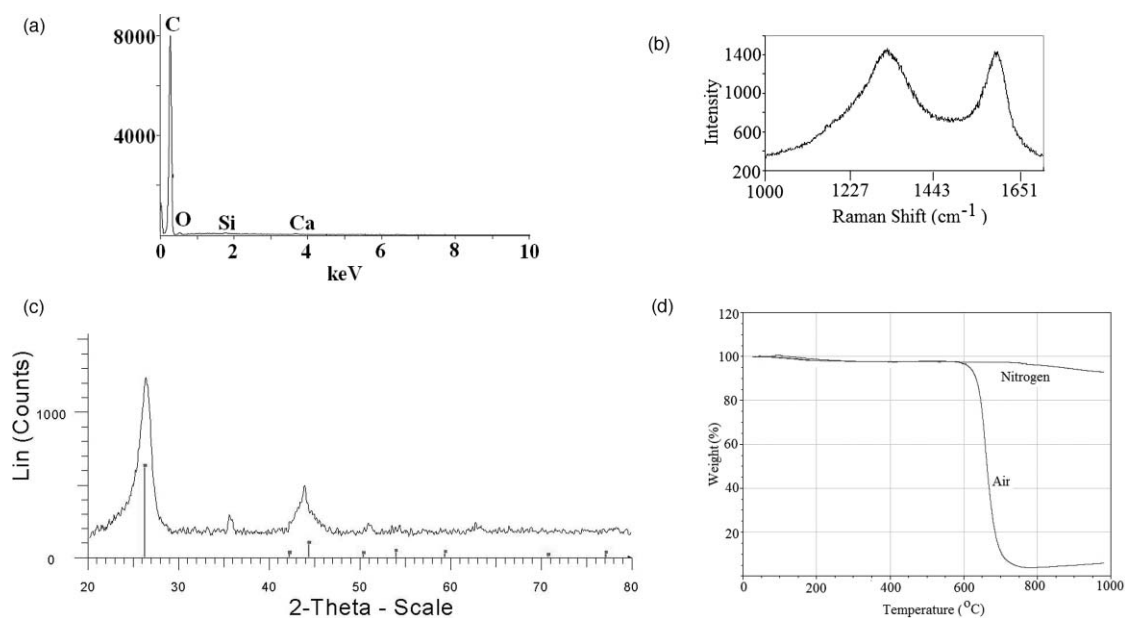 (a)
C
8000
4000
O
Si
Ca
0
0 2 4 6 8 10
keV
(b)
1400
1000
600
200
Intensity
1000 1227 1443 1651
Raman Shift (cm-1)
(c)
Lin (Counts)
1000
0
20 30 40 50 60 70 80
2-Theta - Scale
(d)
120
100
80
60
40
20
Weight (%)
Nitrogen
Air
0 200 400 600 800 1000
Temperature (oC)